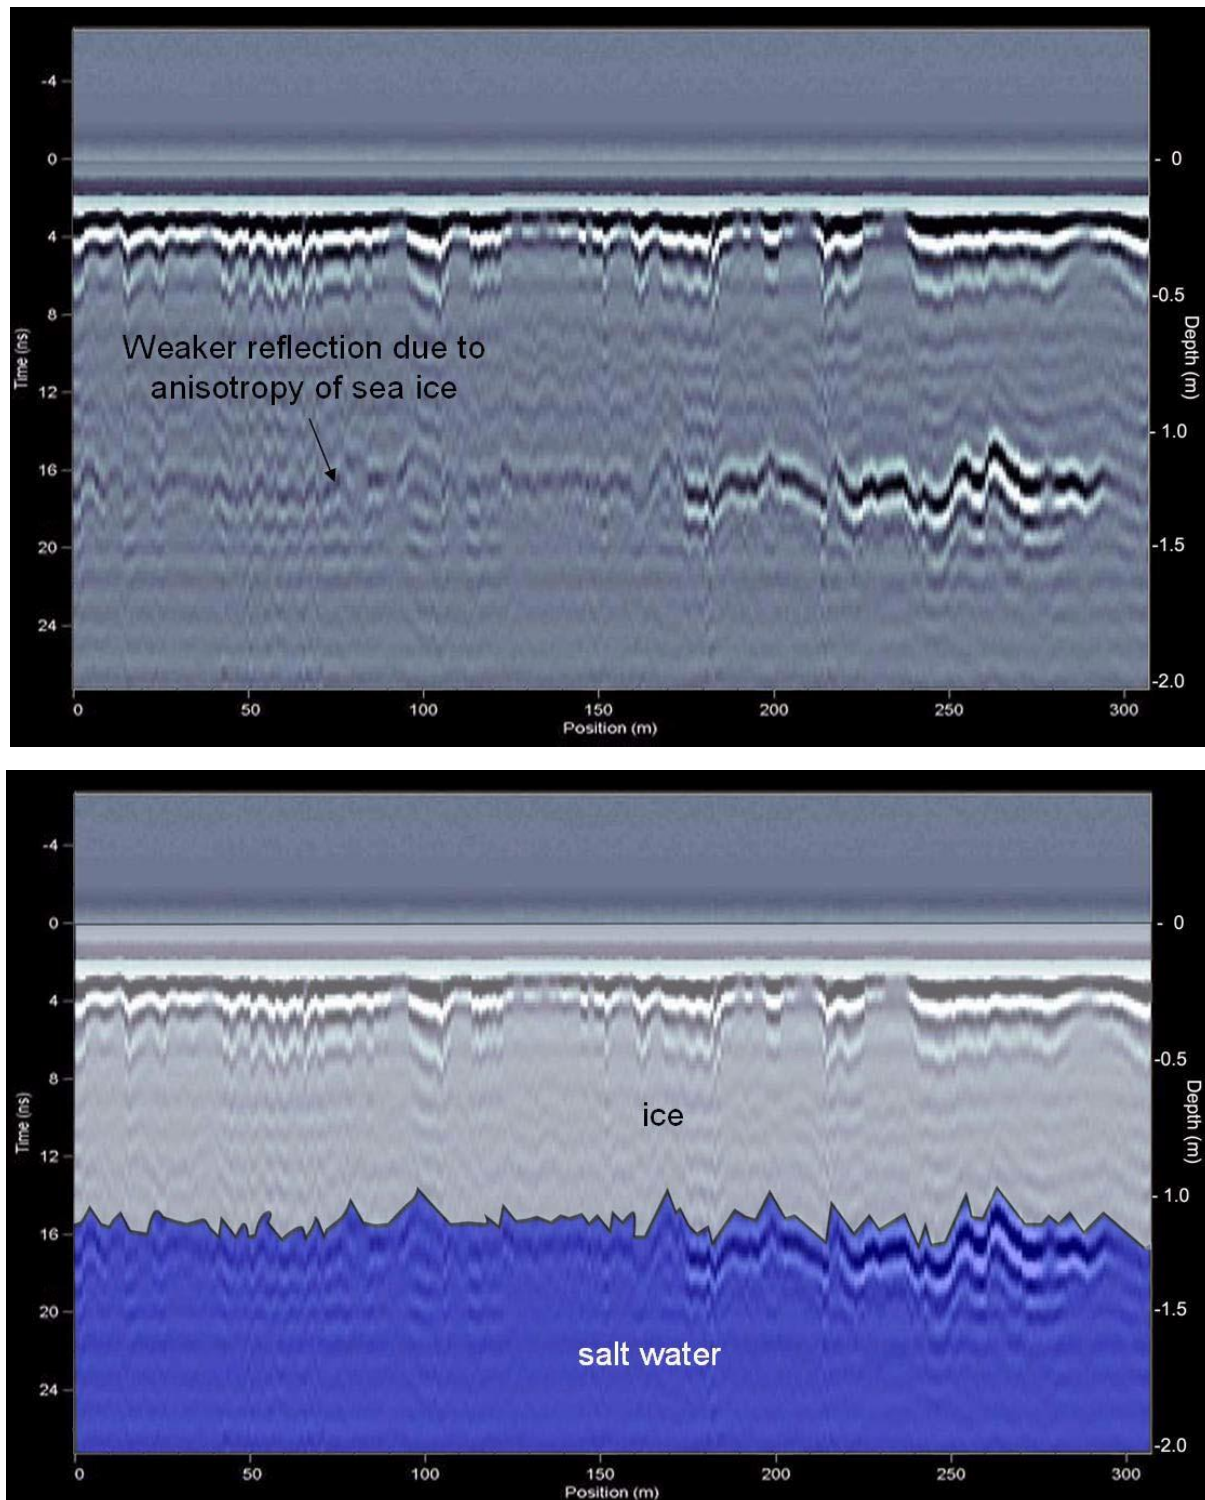 -4
0
4
8
12
16
20
24
Time (ns)
- 0
-0.5
- 1.0
-1.5
-2.0
Depth (m)
Weaker reflection due to
anisotropy of sea ice
0 50 100 150 200 250 300
Position (m)
-4
0
4
8
12
16
20
24
Time (ns)
- 0
-0.5
- 1.0
-1.5
-2.0
Depth (m)
ice
salt water
0 50 100 150 200 250 300
Position (m)